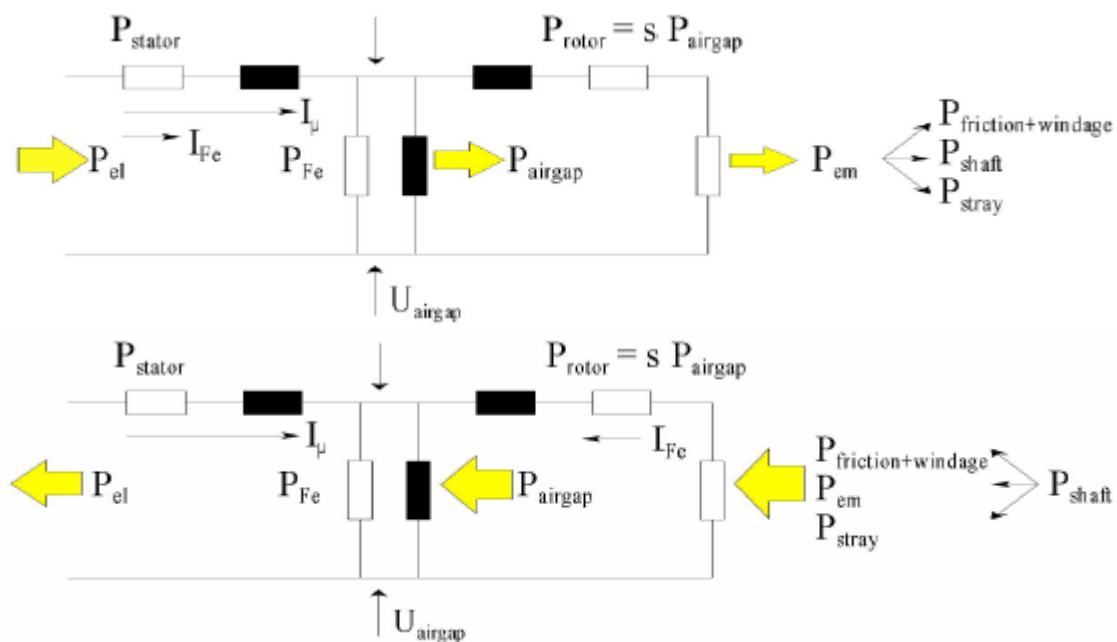 P_stator P_rotor = s P_airgap
I_μ
I_Fe
P_el P_Fe P_airgap P_em P_friction+windage
P_shaft
P_stray
U_airgap
P_stator P_rotor = s P_airgap
I_μ I_Fe
P_el P_Fe P_airgap P_friction+windage P_shaft
P_em
P_stray
U_airgap